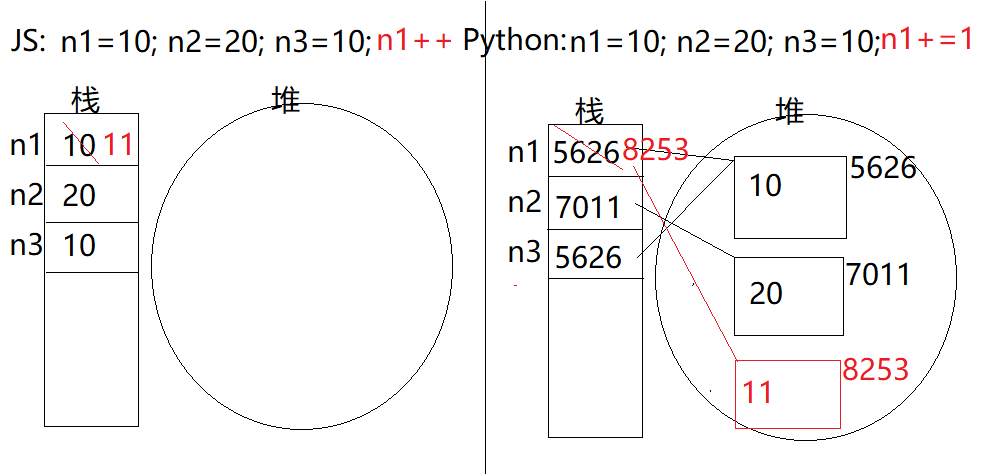 JS: n1=10; n2=20; n3=10;n1++
栈 堆
n1 10 11
n2 20
n3 10
Python:n1=10; n2=20; n3=10;n1+=1
栈 堆
n1 5626 8253
n2 7011
n3 5626
10 5626
20 7011
11 8253